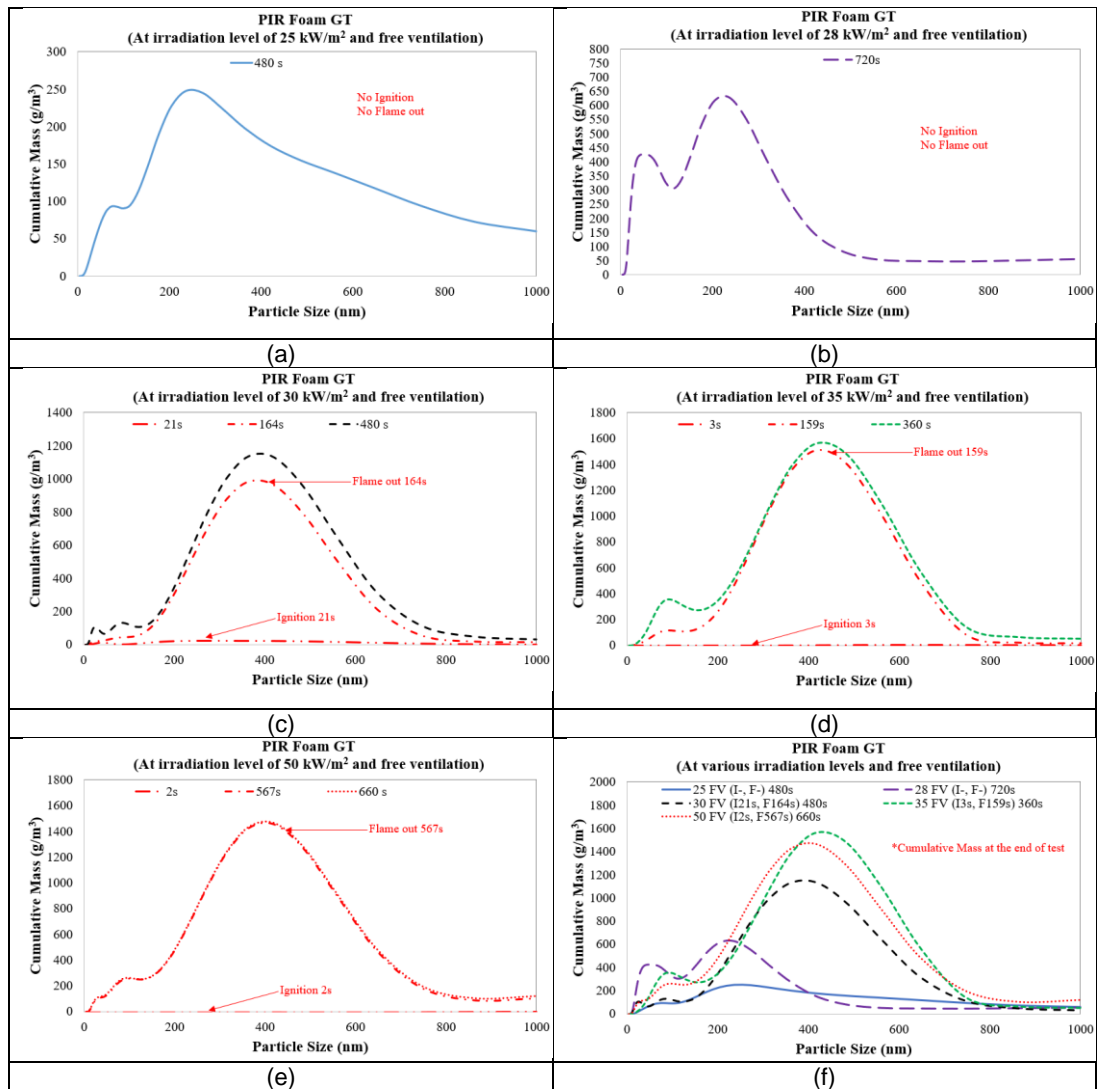 PIR Foam GT
(At irradiation level of 25 kW/m² and free ventilation)
300
250
200
150
100
50
0
Cumulative Mass (g/m³)
480 s
No Ignition
No Flame out
0 200 400 600 800 1000
Particle Size (nm)
(a)
PIR Foam GT
(At irradiation level of 28 kW/m² and free ventilation)
800
750
700
650
600
550
500
450
400
350
300
250
200
150
100
50
0
Cumulative Mass (g/m³)
720s
No Ignition
No Flame out
0 200 400 600 800 1000
Particle Size (nm)
(b)
PIR Foam GT
(At irradiation level of 30 kW/m² and free ventilation)
1400
1200
1000
800
600
400
200
0
Cumulative Mass (g/m³)
21s 164s 480 s
Flame out 164s
Ignition 21s
0 200 400 600 800 1000
Particle Size (nm)
(c)
PIR Foam GT
(At irradiation level of 35 kW/m² and free ventilation)
1800
1600
1400
1200
1000
800
600
400
200
0
Cumulative Mass (g/m³)
3s 159s 360 s
Flame out 159s
Ignition 3s
0 200 400 600 800 1000
Particle Size (nm)
(d)
PIR Foam GT
(At irradiation level of 50 kW/m² and free ventilation)
1800
1600
1400
1200
1000
800
600
400
200
0
Cumulative Mass (g/m³)
2s 567s 660 s
Flame out 567s
Ignition 2s
0 200 400 600 800 1000
Particle Size (nm)
(e)
PIR Foam GT
(At various irradiation levels and free ventilation)
2000
1800
1600
1400
1200
1000
800
600
400
200
0
Cumulative Mass (g/m³)
25 FV (I-, F-) 480s 28 FV (I-, F-) 720s
30 FV (I21s, F164s) 480s 35 FV (I3s, F159s) 360s
50 FV (I2s, F567s) 660s
*Cumulative Mass at the end of test
0 200 400 600 800 1000
Particle Size (nm)
(f)